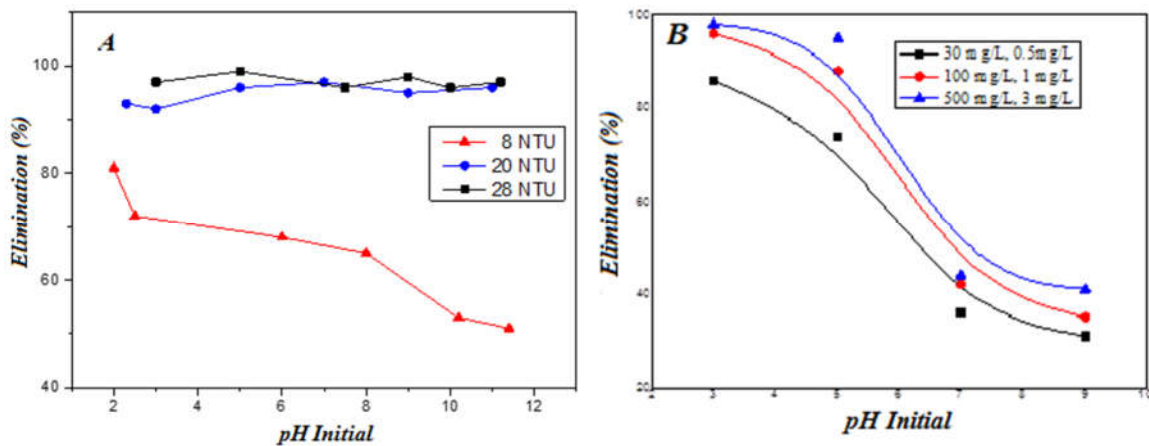 A
Elimination (%)
100
80
60
40
8 NTU
20 NTU
28 NTU
2 4 6 8 10 12
pH Initial
B
Elimination (%)
100
80
60
40
20
30 mg/L, 0.5mg/L
100 mg/L, 1 mg/L
500 mg/L, 3 mg/L
2 3 4 5 6 7 8 9 10
pH Initial